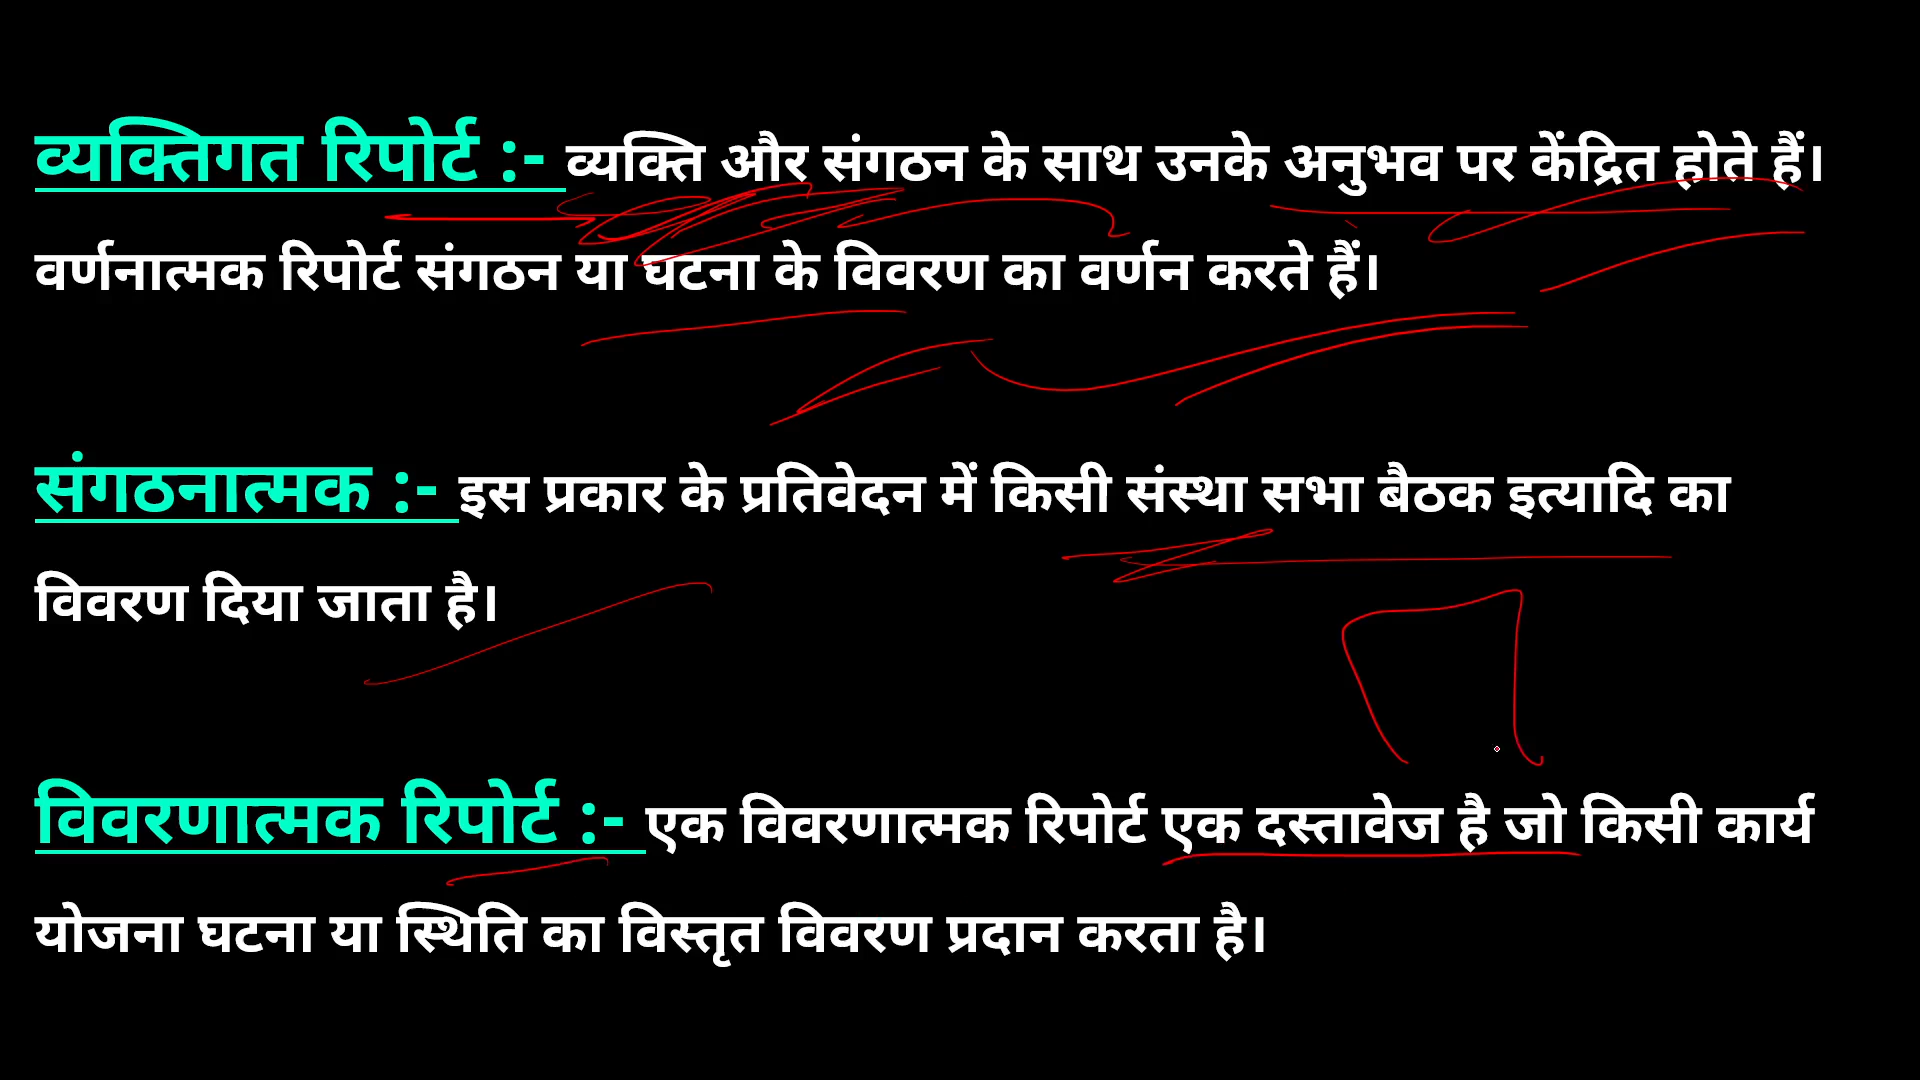 व्यक्तिगत रिपोर्ट :- व्यक्ति और संगठन के साथ उनके अनुभव पर केंद्रित होते हैं।
वर्णनात्मक रिपोर्ट संगठन या घटना के विवरण का वर्णन करते हैं।
संगठनात्मक :- इस प्रकार के प्रतिवेदन में किसी संस्था सभा बैठक इत्यादि का
विवरण दिया जाता है।
विवरणात्मक रिपोर्ट :- एक विवरणात्मक रिपोर्ट एक दस्तावेज है जो किसी कार्य
योजना घटना या स्थिति का विस्तृत विवरण प्रदान करता है।